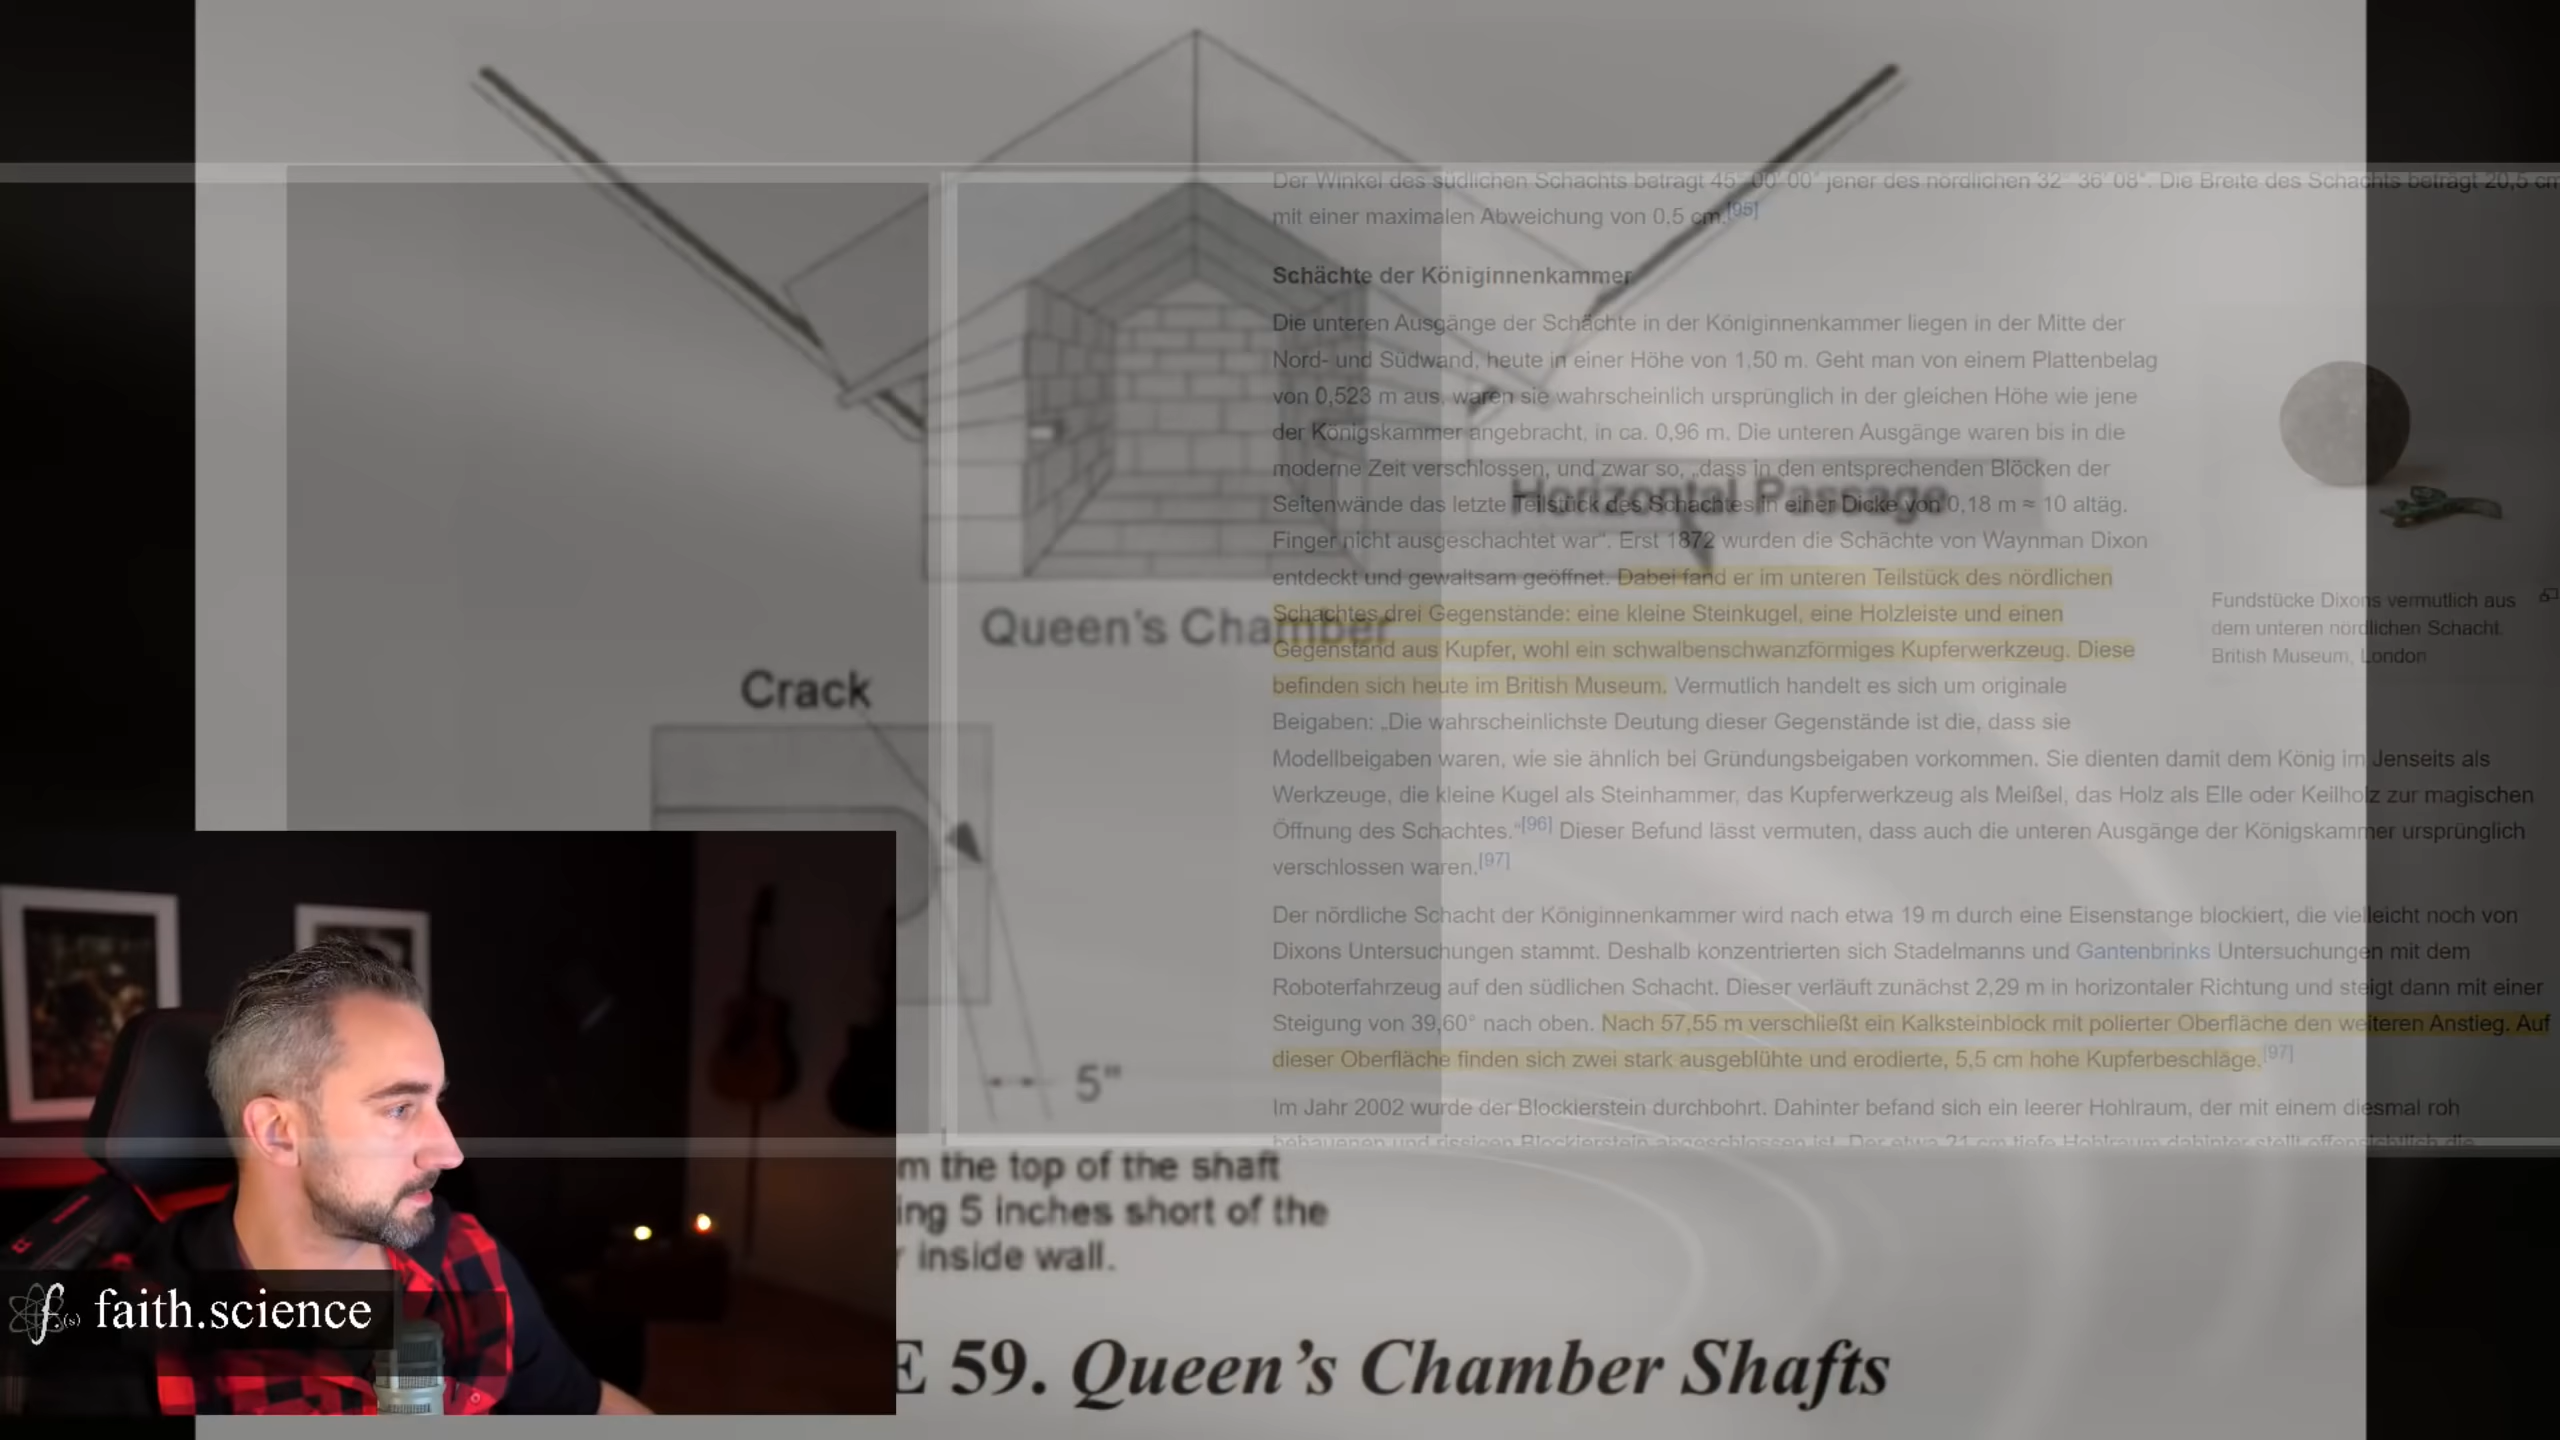 Der Winkel des südlichen Schachts beträgt 45° 00′ 00″ jener des nördlichen 32° 36′ 08″. Die Breite des Schachts beträgt 20,5 cm
mit einer maximalen Abweichung von 0,5 cm.[95]
Schächte der Königinnenkammer
Die unteren Ausgänge der Schächte in der Königinnenkammer liegen in der Mitte der
Nord- und Südwand, heute in einer Höhe von 1,50 m. Geht man von einem Plattenbelag
von 0,523 m aus, waren sie wahrscheinlich ursprünglich in der gleichen Höhe wie jene
der Königskammer angebracht, in ca. 0,96 m. Die unteren Ausgänge waren bis in die
moderne Zeit verschlossen, und zwar so, „dass in den entsprechenden Blöcken der
Seitenwände das letzte Teilstück des Schachtes in einer Dicke von 0,18 m ≈ 10 altäg.
Finger nicht ausgeschachtet war“. Erst 1872 wurden die Schächte von Waynman Dixon
entdeckt und gewaltsam geöffnet. Dabei fand er im unteren Teilstück des nördlichen
Schachtes drei Gegenstände: eine kleine Steinkugel, eine Holzleiste und einen
Gegenstand aus Kupfer, wohl ein schwalbenschwanzförmiges Kupferwerkzeug. Diese
befinden sich heute im British Museum. Vermutlich handelt es sich um originale
Beigaben: „Die wahrscheinlichste Deutung dieser Gegenstände ist die, dass sie
Modellbeigaben waren, wie sie ähnlich bei Gründungsbeigaben vorkommen. Sie dienten damit dem König im Jenseits als
Werkzeuge, die kleine Kugel als Steinhammer, das Kupferwerkzeug als Meißel, das Holz als Elle oder Keilholz zur magischen
Öffnung des Schachtes.“[96] Dieser Befund lässt vermuten, dass auch die unteren Ausgänge der Königskammer ursprünglich
verschlossen waren.[97]
Der nördliche Schacht der Königinnenkammer wird nach etwa 19 m durch eine Eisenstange blockiert, die vielleicht noch von
Dixons Untersuchungen stammt. Deshalb konzentrierten sich Stadelmanns und Gantenbrinks Untersuchungen mit dem
Roboterfahrzeug auf den südlichen Schacht. Dieser verläuft zunächst 2,29 m in horizontaler Richtung und steigt dann mit einer
Steigung von 39,60° nach oben. Nach 57,55 m verschließt ein Kalksteinblock mit polierter Oberfläche den weiteren Anstieg. Auf
dieser Oberfläche finden sich zwei stark ausgeblühte und erodierte, 5,5 cm hohe Kupferbeschläge.[97]
Im Jahr 2002 wurde der Blockierstein durchbohrt. Dahinter befand sich ein leerer Hohlraum, der mit einem diesmal roh
behauenen und rissigen Blockierstein abgeschlossen ist. Der etwa 21 cm tiefe Hohlraum dahinter stellt offensichtlich die
Fundstücke Dixons vermutlich aus
dem unteren nördlichen Schacht.
British Museum, London
Horizontal Passage
Queen's Chamber
Crack
5"
the top of the shaft
5 inches short of the
inside wall.
59. Queen's Chamber Shafts
faith.science